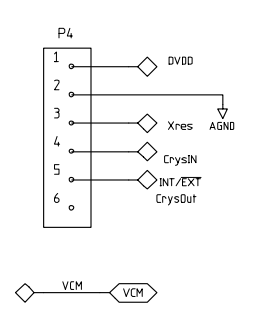 P4
1
DVDD
2
3
Xres
AGND
4
CrysIN
5
INT/EXT
CrysOut
6
VCM
VCM